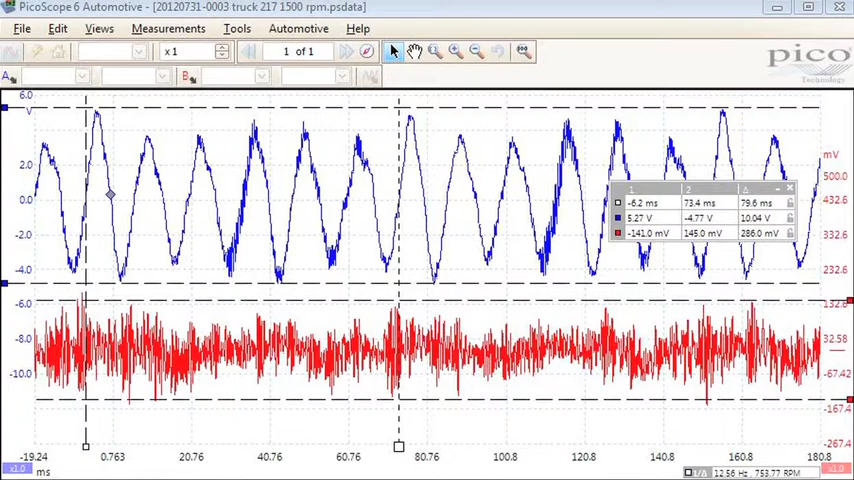 PicoScope 6 Automotive - [20120731-0003 truck 217 1500 rpm.psdata]
File Edit Views Measurements Tools Automotive Help
x 1 1 of 1
pico
Technology
A B
6.0
V
2.0
0.0
-2.0
-4.0
-6.0
-8.0
-10.0
mV
500.0
432.6
332.6
232.6
132.6
32.58
-67.42
-167.4
-267.4
1 2 Δ
-6.2 ms 73.4 ms 79.6 ms
5.27 V -4.77 V 10.04 V
-141.0 mV 145.0 mV 286.0 mV
-19.24 0.763 20.76 40.76 60.76 80.76 100.8 120.8 140.8 160.8 180.8
x1.0 ms x1.0
1/Δ 12.56 Hz, 753.77 RPM